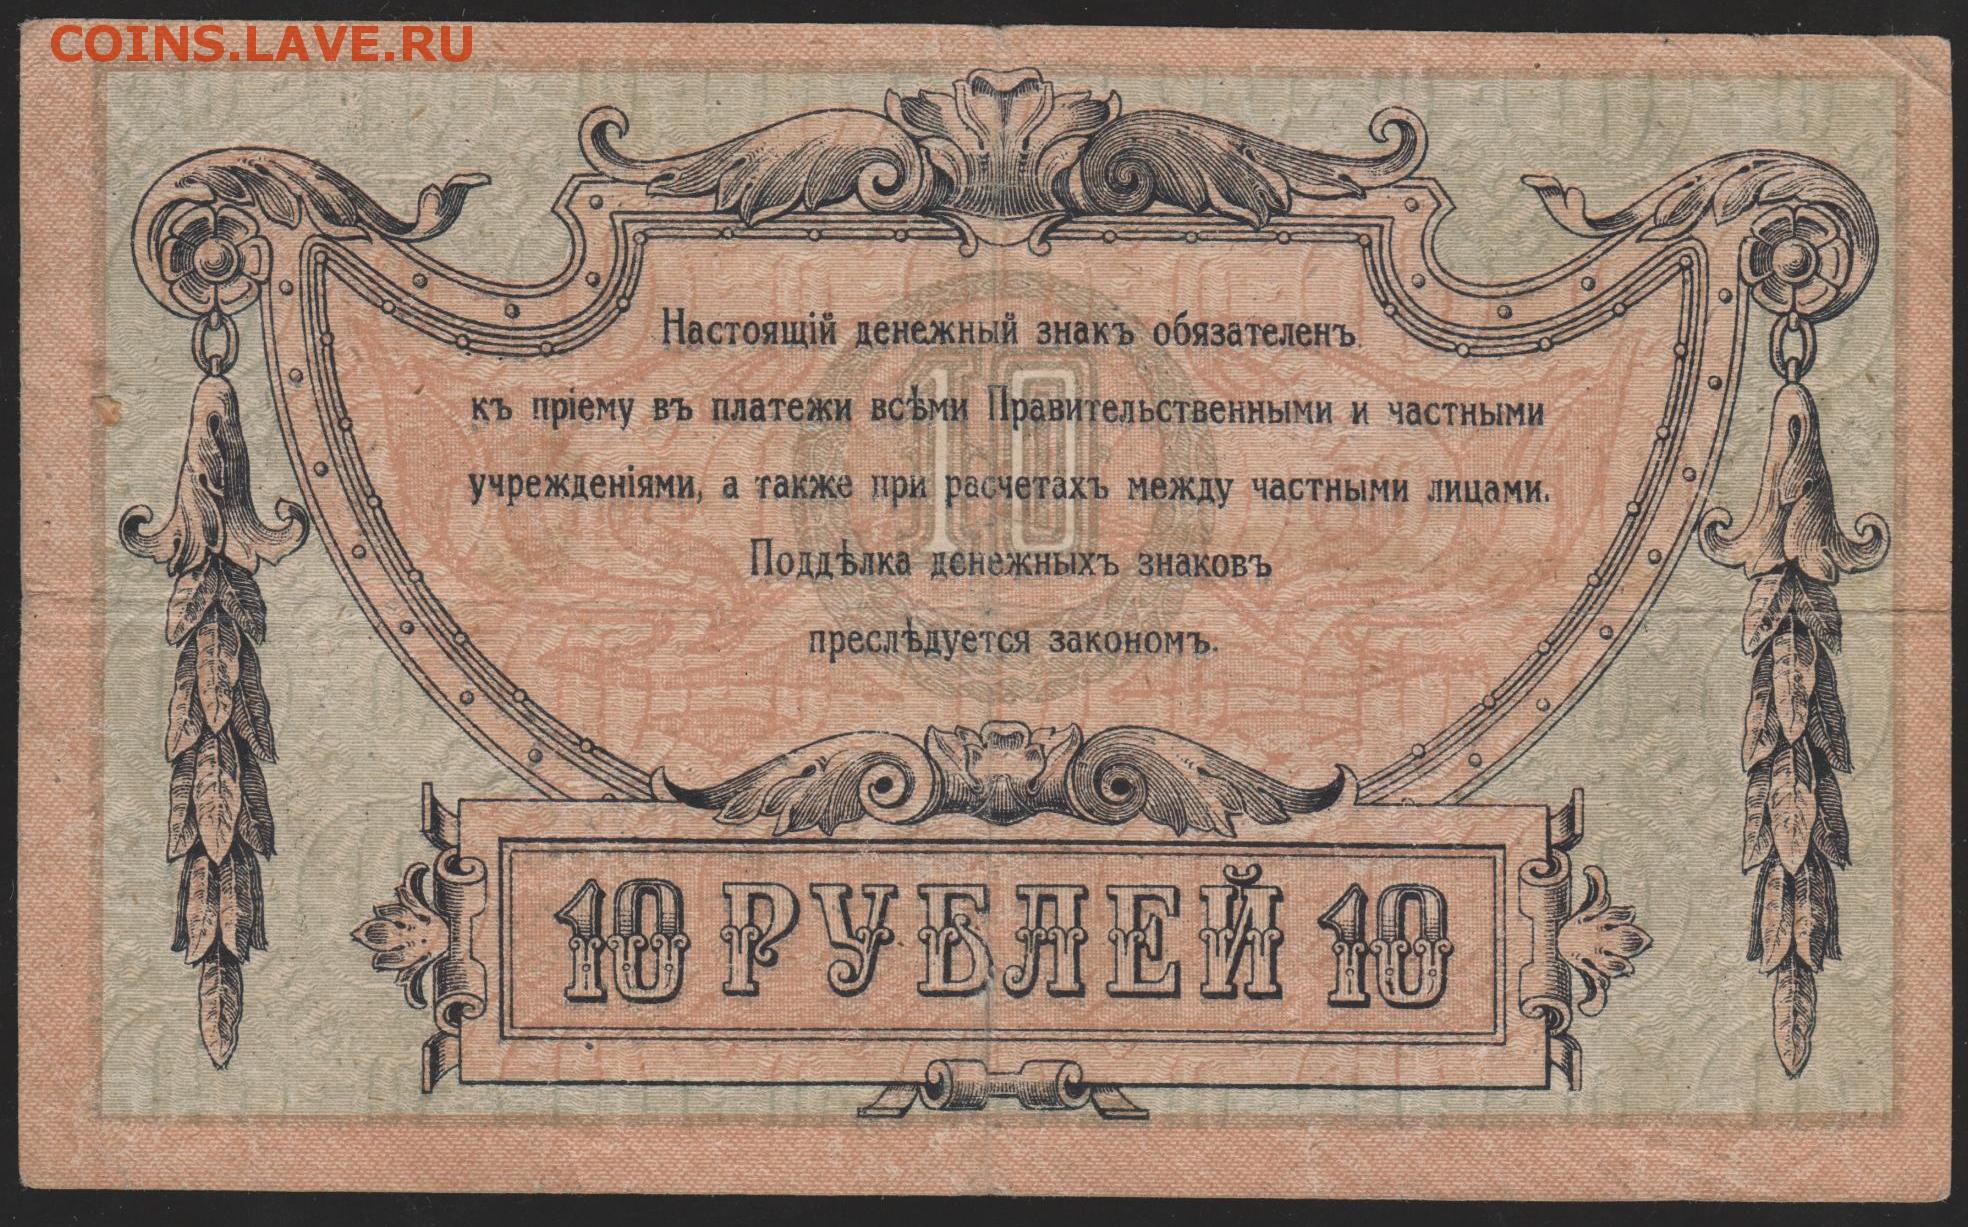 COINS.LAVE.RU
Настоящій денежный знакъ обязателенъ
къ пріему въ платежи всѣми Правительственными и частными
учрежденіями, а также при расчетахъ между частными лицами.
10
Поддѣлка денежныхъ знаковъ
преслѣдуется закономъ.
10 РУБЛЕЙ 10